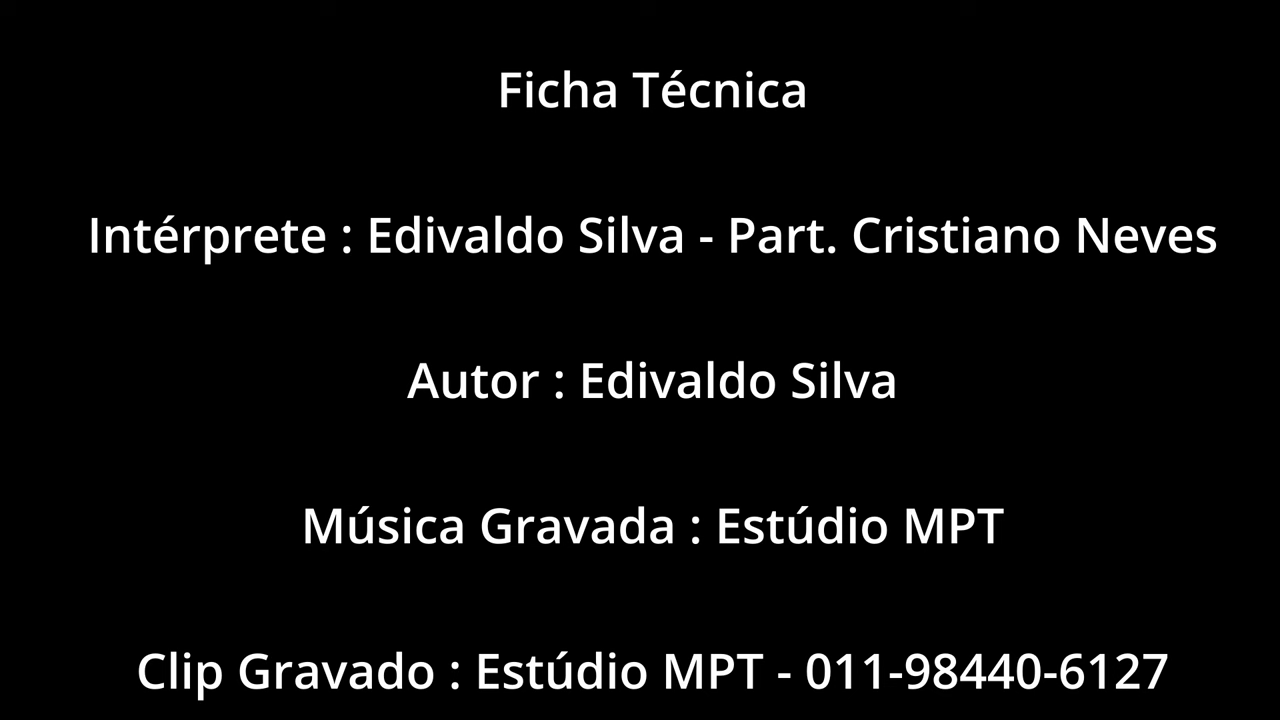 Ficha Técnica
Intérprete : Edivaldo Silva - Part. Cristiano Neves
Autor : Edivaldo Silva
Música Gravada : Estúdio MPT
Clip Gravado : Estúdio MPT - 011-98440-6127